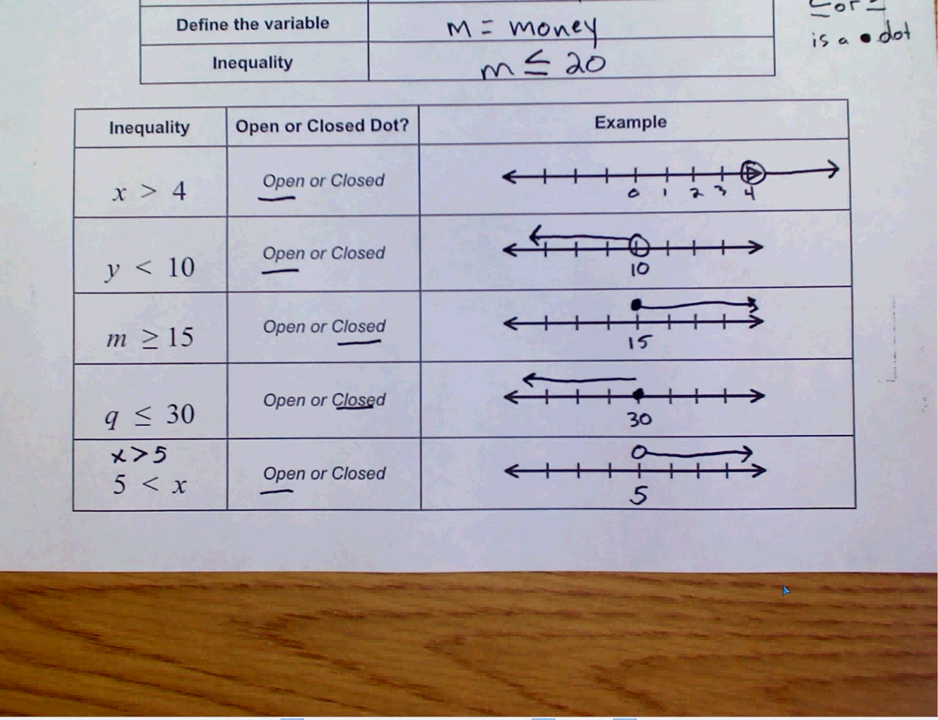 ≤ or ≥
Define the variable m = money
is a • dot
Inequality m ≤ 20
Inequality Open or Closed Dot? Example
x > 4 Open or Closed
0 1 2 3 4
y < 10 Open or Closed
10
m ≥ 15 Open or Closed
15
q ≤ 30 Open or Closed
30
x > 5
5 < x Open or Closed
5